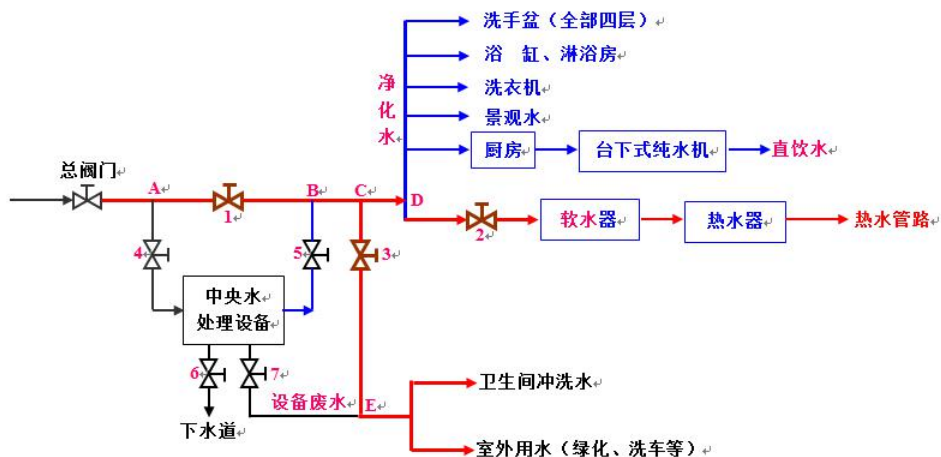 洗手盆（全部四层）
浴 缸、淋浴房
洗衣机
景观水
净化水
厨房
台下式纯水机
直饮水
总阀门
A
B
C
D
1
2
软水器
热水器
热水管路
4
5
3
中央水
处理设备
6
7
设备废水
E
卫生间冲洗水
下水道
室外用水（绿化、洗车等）